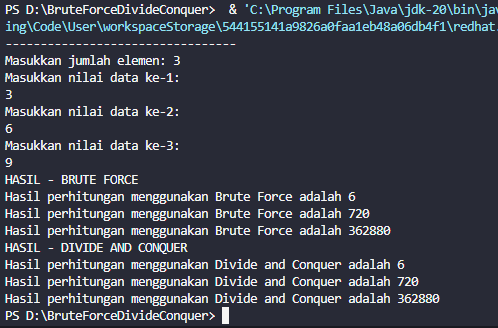 PS D:\BruteForceDivideConquer> & 'C:\Program Files\Java\jdk-20\bin\jav
ing\Code\User\workspaceStorage\544155141a9826a0faa1eb48a06db4f1\redhat.
----------------------------------
Masukkan jumlah elemen: 3
Masukkan nilai data ke-1:
3
Masukkan nilai data ke-2:
6
Masukkan nilai data ke-3:
9
HASIL - BRUTE FORCE
Hasil perhitungan menggunakan Brute Force adalah 6
Hasil perhitungan menggunakan Brute Force adalah 720
Hasil perhitungan menggunakan Brute Force adalah 362880
HASIL - DIVIDE AND CONQUER
Hasil perhitungan menggunakan Divide and Conquer adalah 6
Hasil perhitungan menggunakan Divide and Conquer adalah 720
Hasil perhitungan menggunakan Divide and Conquer adalah 362880
PS D:\BruteForceDivideConquer>